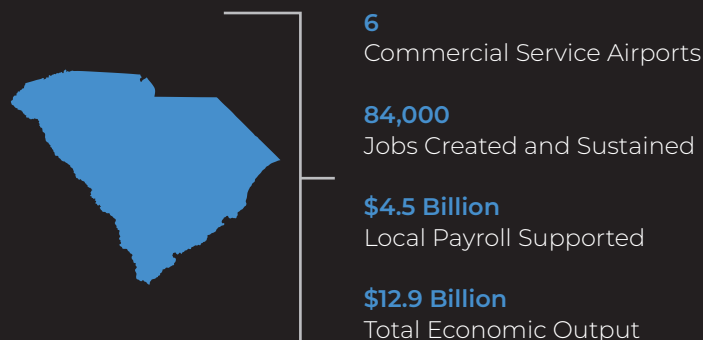 6
Commercial Service Airports
84,000
Jobs Created and Sustained
$4.5 Billion
Local Payroll Supported
$12.9 Billion
Total Economic Output